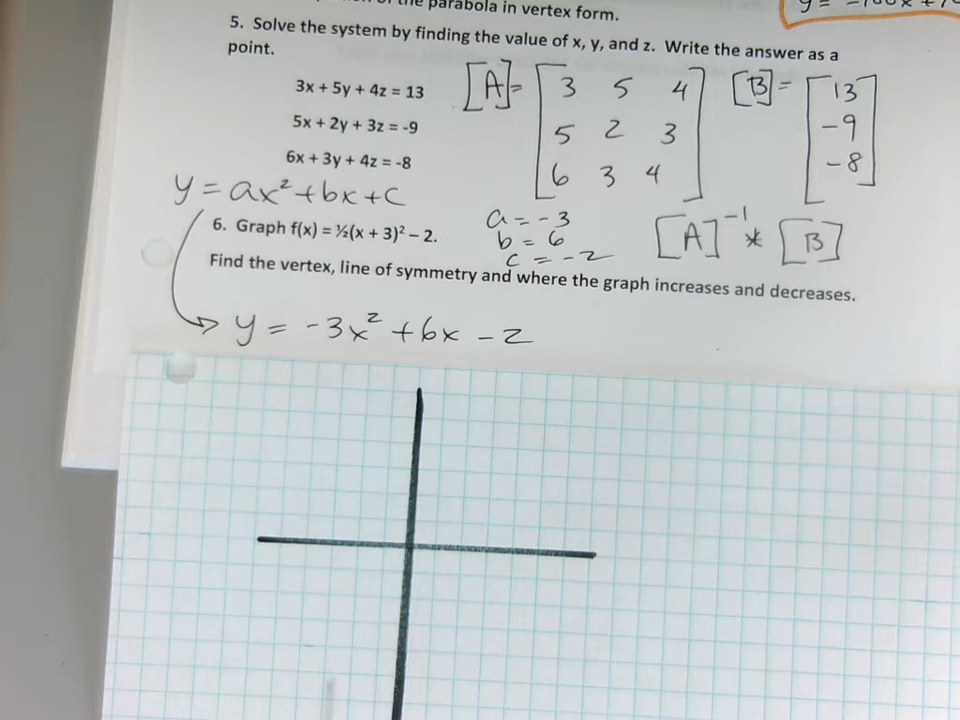 the parabola in vertex form.
5. Solve the system by finding the value of x, y, and z. Write the answer as a
point.
3x + 5y + 4z = 13
5x + 2y + 3z = -9
6x + 3y + 4z = -8
[A]= [3 5 4
5 2 3
6 3 4]
[B]= [13
-9
-8]
y = ax² + bx + c
a = -3
b = 6
c = -2
[A]⁻¹ * [B]
6. Graph f(x) = ½(x + 3)² – 2.
Find the vertex, line of symmetry and where the graph increases and decreases.
y = -3x² + 6x - 2